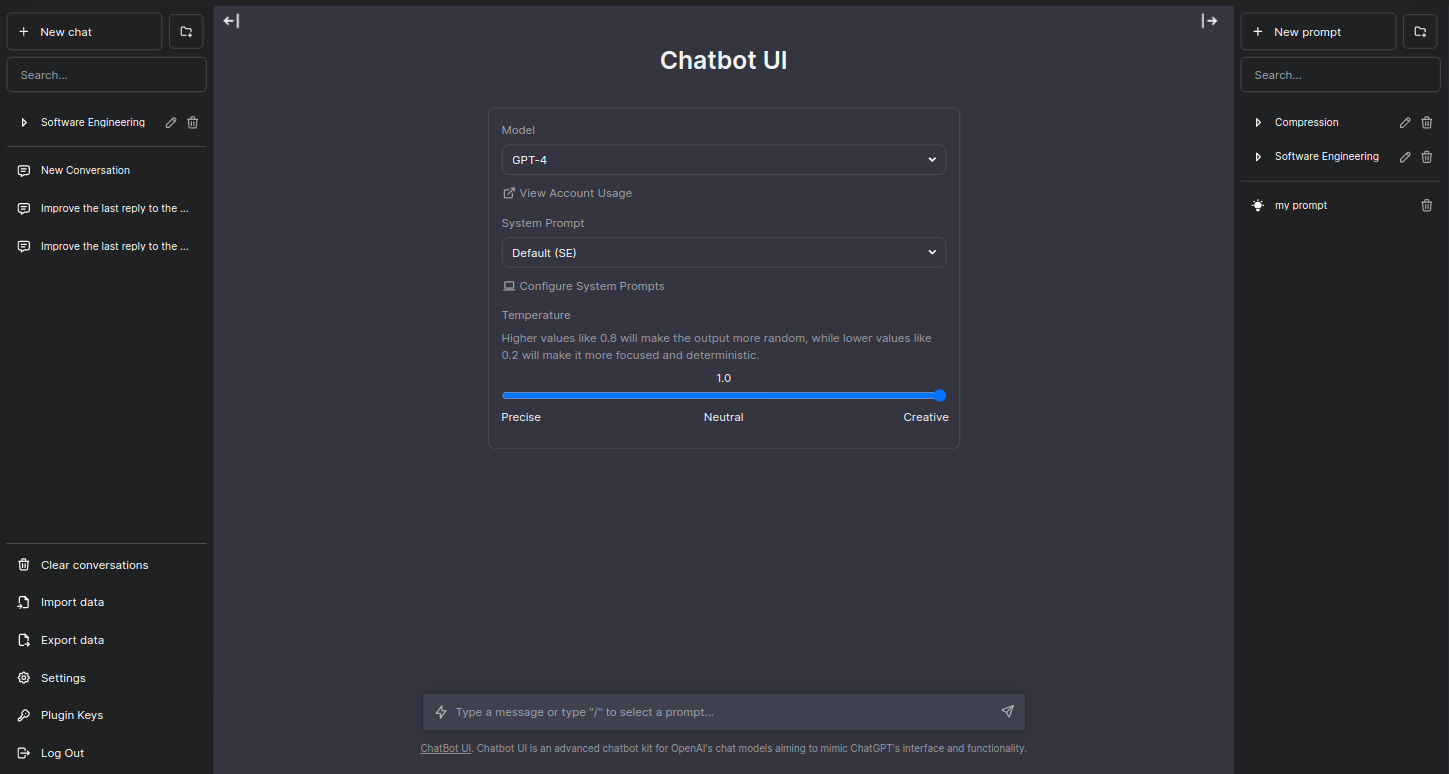 New chat
Search...
Software Engineering
New Conversation
Improve the last reply to the ...
Improve the last reply to the ...
Clear conversations
Import data
Export data
Settings
Plugin Keys
Log Out
Chatbot UI
Model
GPT-4
View Account Usage
System Prompt
Default (SE)
Configure System Prompts
Temperature
Higher values like 0.8 will make the output more random, while lower values like
0.2 will make it more focused and deterministic.
1.0
Precise Neutral Creative
Type a message or type "/" to select a prompt...
ChatBot UI. Chatbot UI is an advanced chatbot kit for OpenAI's chat models aiming to mimic ChatGPT's interface and functionality.
New prompt
Search...
Compression
Software Engineering
my prompt